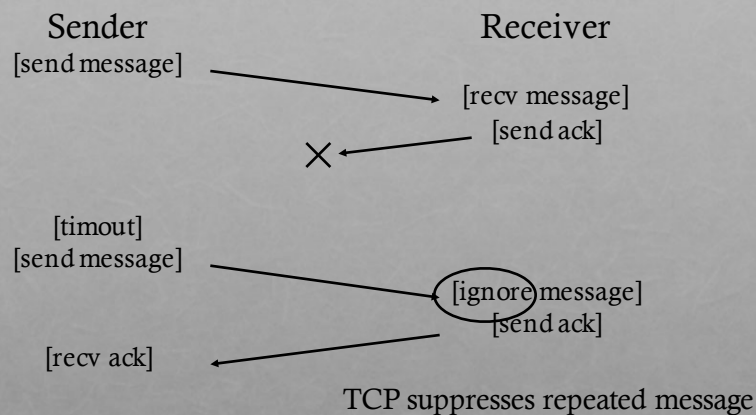 Sender
Receiver
[send message]
[recv message]
[send ack]
[timeout]
[send message]
[ignore message]
[send ack]
[recv ack]
TCP suppresses repeated message